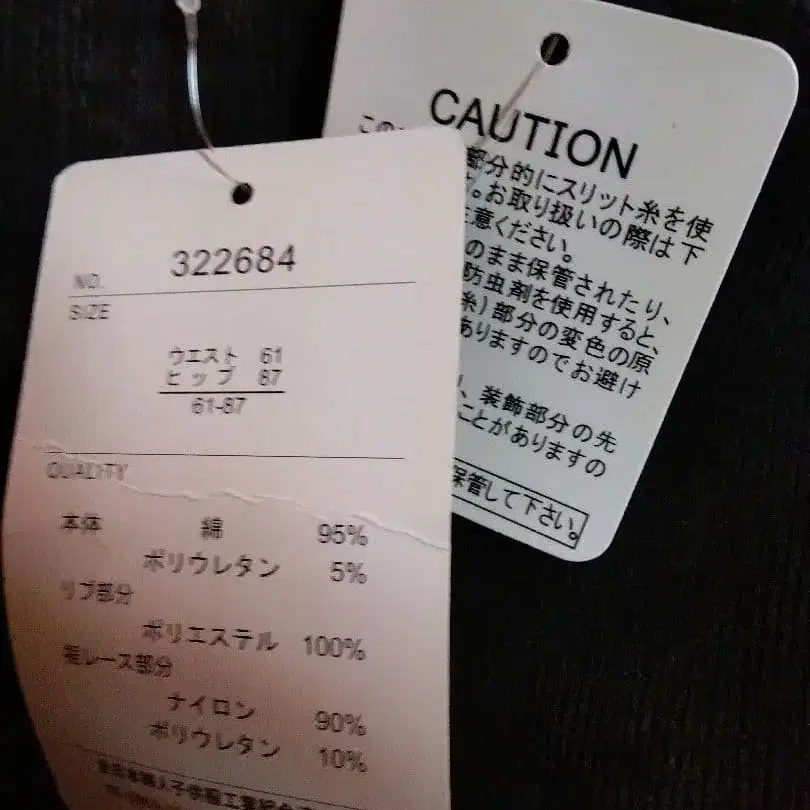 NO. 322684
SIZE
ウエスト 61
ヒップ 87
61-87
QUALITY
本体 綿 95%
ポリウレタン 5%
リブ部分
ポリエステル 100%
裾レース部分
ナイロン 90%
ポリウレタン 10%
CAUTION
この
部分的にスリット糸を使
。お取り扱いの際は下
注意ください。
のまま保管されたり、
防虫剤を使用すると、
糸)部分の変色の原
ありますのでお避け
、装飾部分の先
ことがありますの
保管して下さい。